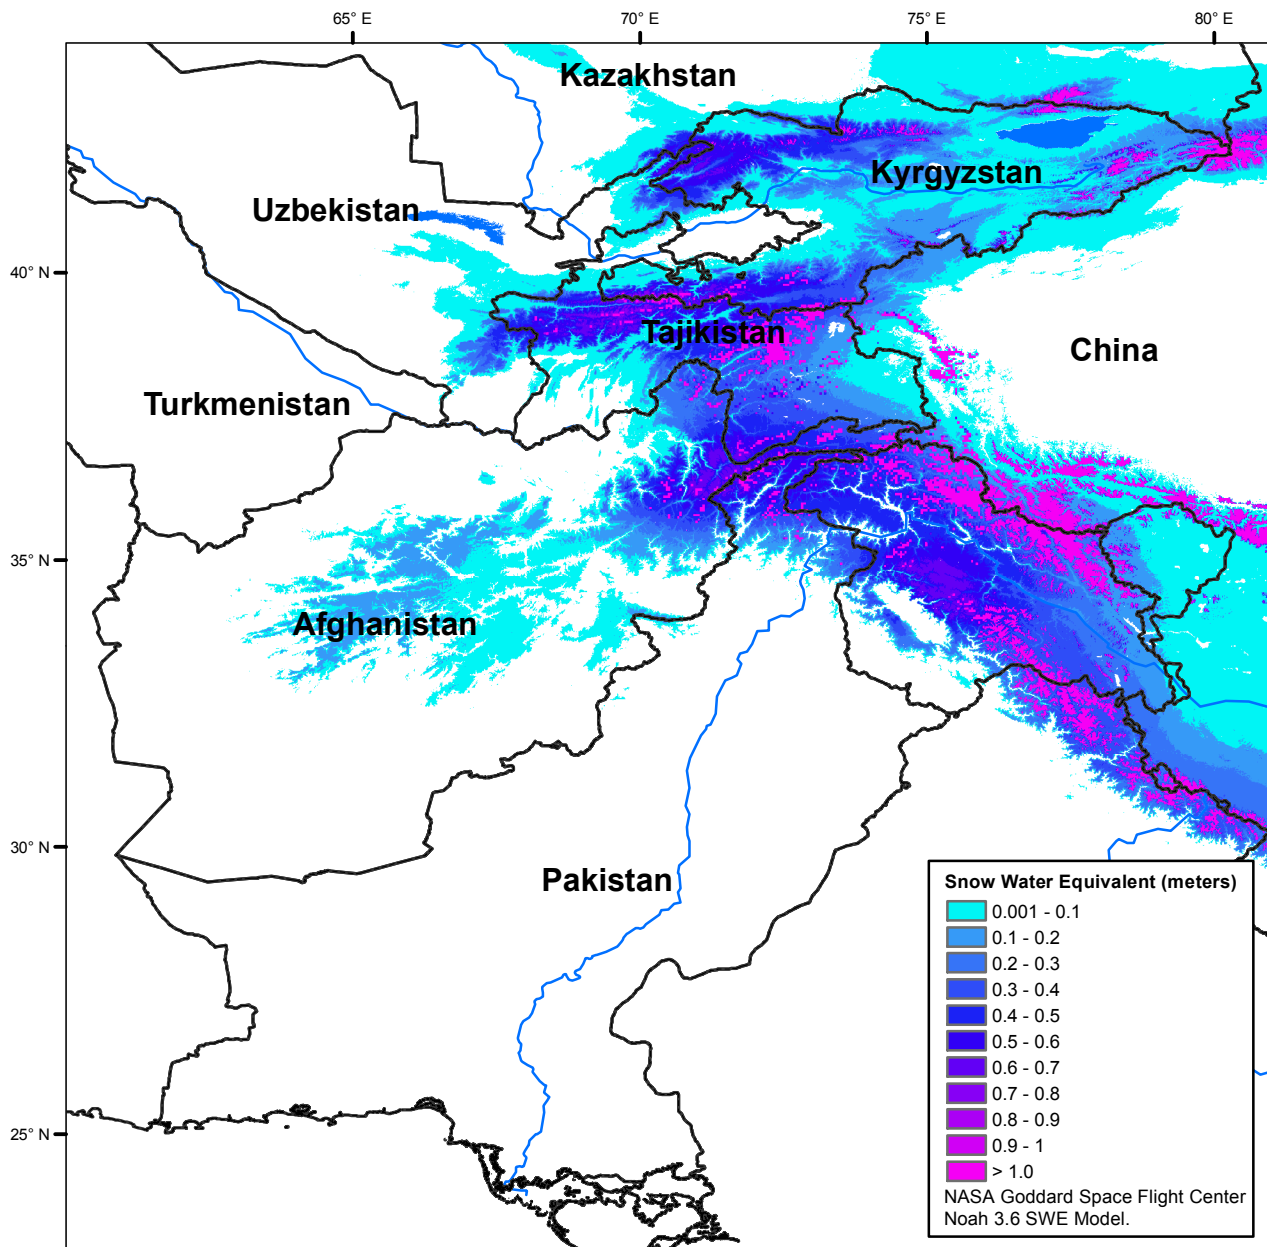 65° E
70° E
75° E
80° E
Kazakhstan
Kyrgyzstan
Uzbekistan
40° N
Tajikistan
China
Turkmenistan
35° N
Afghanistan
30° N
Pakistan
25° N
Snow Water Equivalent (meters)
0.001 - 0.1
0.1 - 0.2
0.2 - 0.3
0.3 - 0.4
0.4 - 0.5
0.5 - 0.6
0.6 - 0.7
0.7 - 0.8
0.8 - 0.9
0.9 - 1
> 1.0
NASA Goddard Space Flight Center
Noah 3.6 SWE Model.